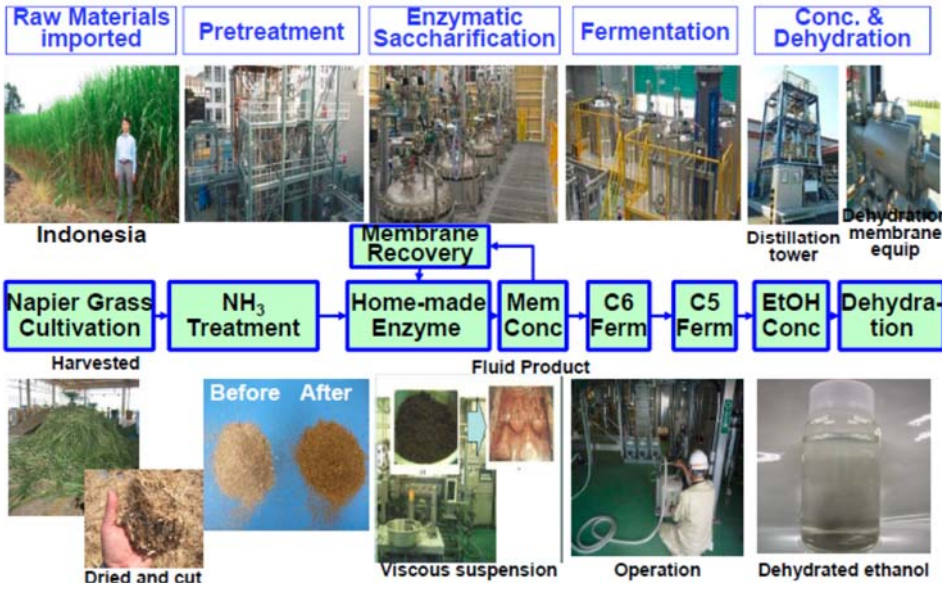 Raw Materials
imported
Pretreatment
Enzymatic
Saccharification
Fermentation
Conc. &
Dehydration
Indonesia
Distillation
tower
Dehydration
membrane
equip
Membrane
Recovery
Napier Grass
Cultivation
NH₃
Treatment
Home-made
Enzyme
Mem
Conc
C6
Ferm
C5
Ferm
EtOH
Conc
Dehydra-
tion
Harvested
Fluid Product
Before
After
Dried and cut
Viscous suspension
Operation
Dehydrated ethanol